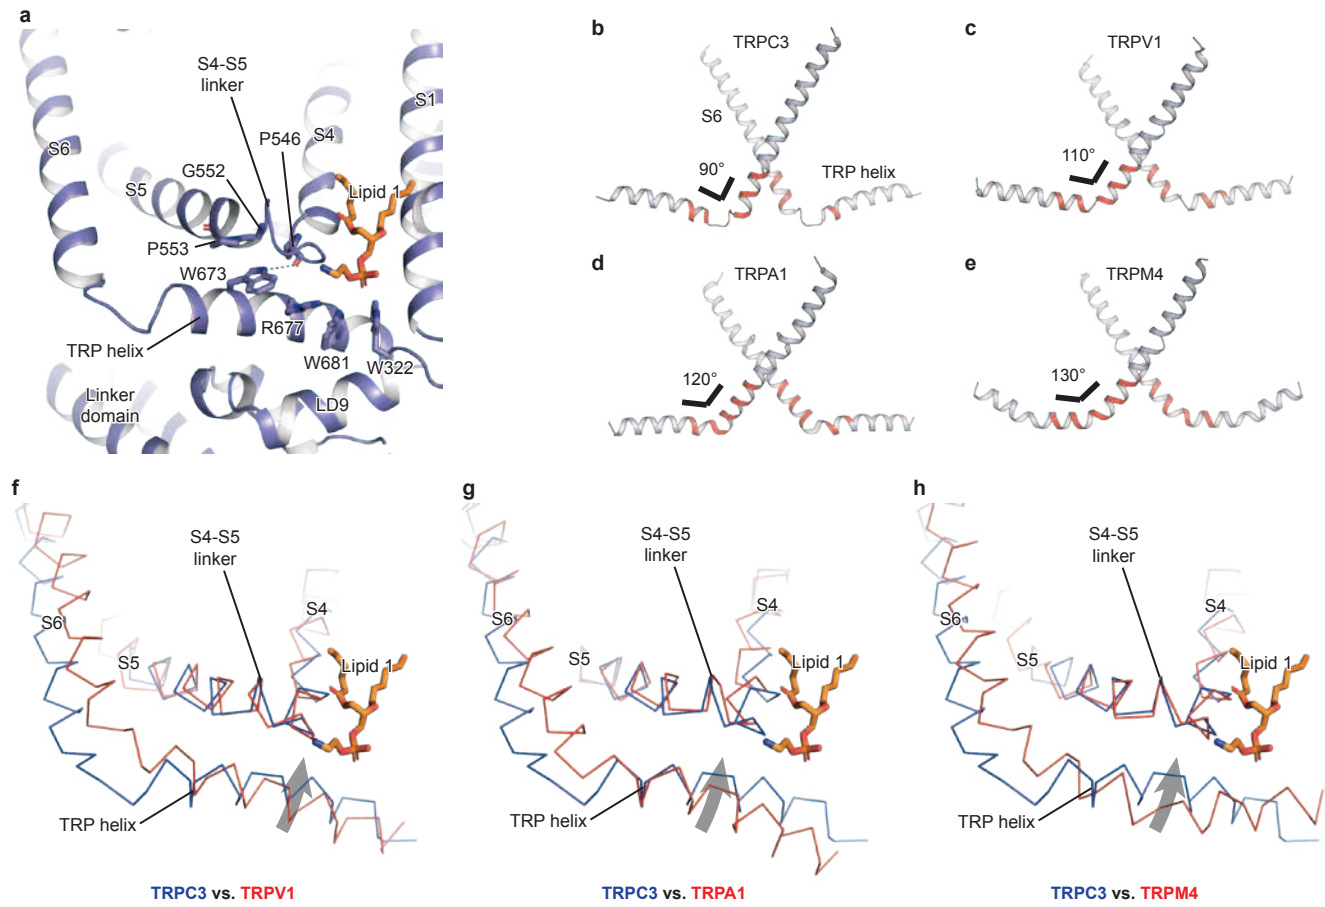 a
S4-S5
linker
S1
P546
S4
S6
G552
S5
Lipid 1
P553
W673
R677
TRP helix
W681
W322
Linker
domain
LD9
b
TRPC3
S6
90°
TRP helix
c
TRPV1
110°
d
TRPA1
120°
e
TRPM4
130°
f
S4-S5
linker
S4
S6
S5
Lipid 1
TRP helix
TRPC3 vs. TRPV1
g
S4-S5
linker
S4
S6
S5
Lipid 1
TRP helix
TRPC3 vs. TRPA1
h
S4-S5
linker
S4
S6
S5
Lipid 1
TRP helix
TRPC3 vs. TRPM4